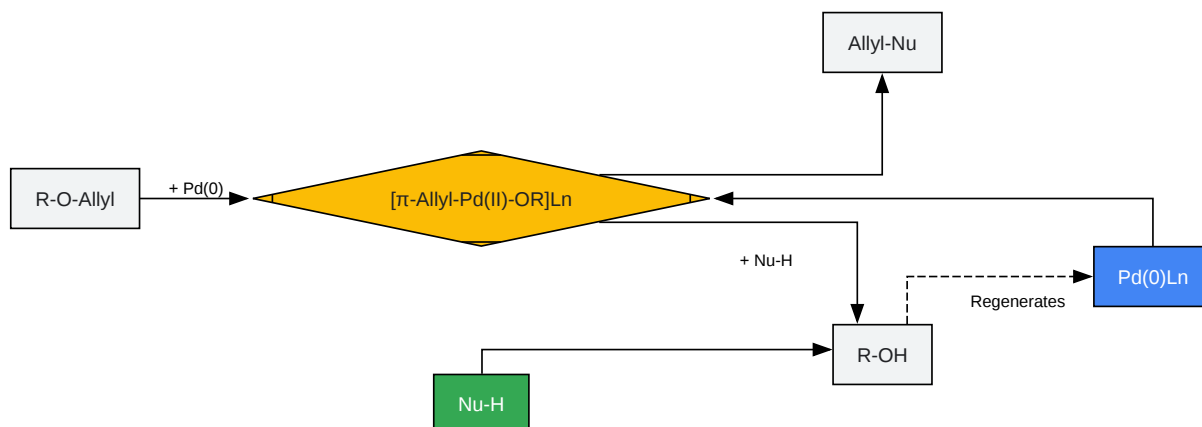 Allyl-Nu
R-O-Allyl
+ Pd(0)
[π-Allyl-Pd(II)-OR]Ln
+ Nu-H
Pd(0)Ln
Regenerates
R-OH
Nu-H